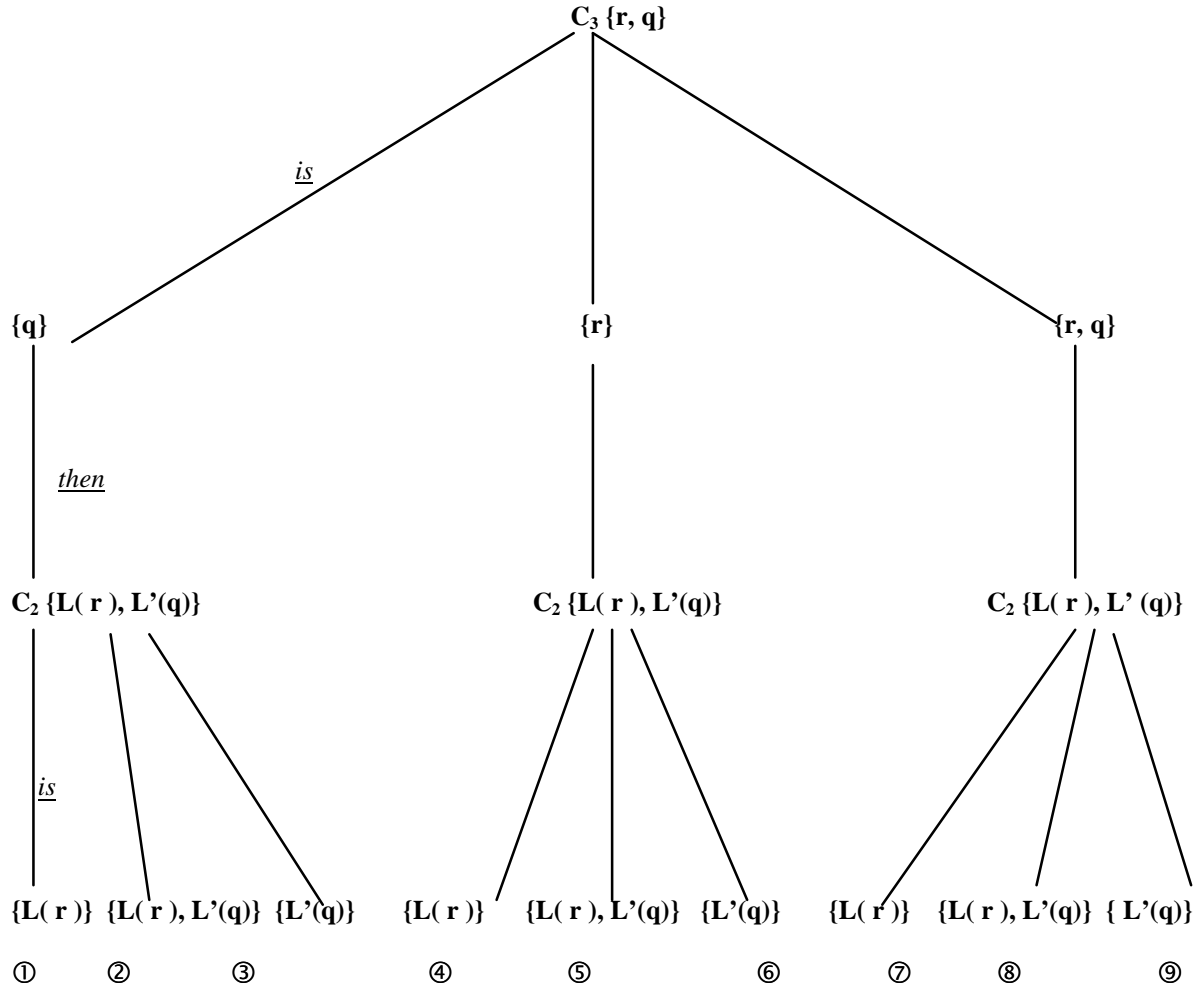 C₃ {r, q}
is
{q} {r} {r, q}
then
C₂ {L( r ), L’(q)} C₂ {L( r ), L’(q)} C₂ {L( r ), L’ (q)}
is
{L( r )} {L( r ), L’(q)} {L’(q)} {L( r )} {L( r ), L’(q)} {L’(q)} {L( r )} {L( r ), L’(q)} { L’(q)}
① ② ③ ④ ⑤ ⑥ ⑦ ⑧ ⑨